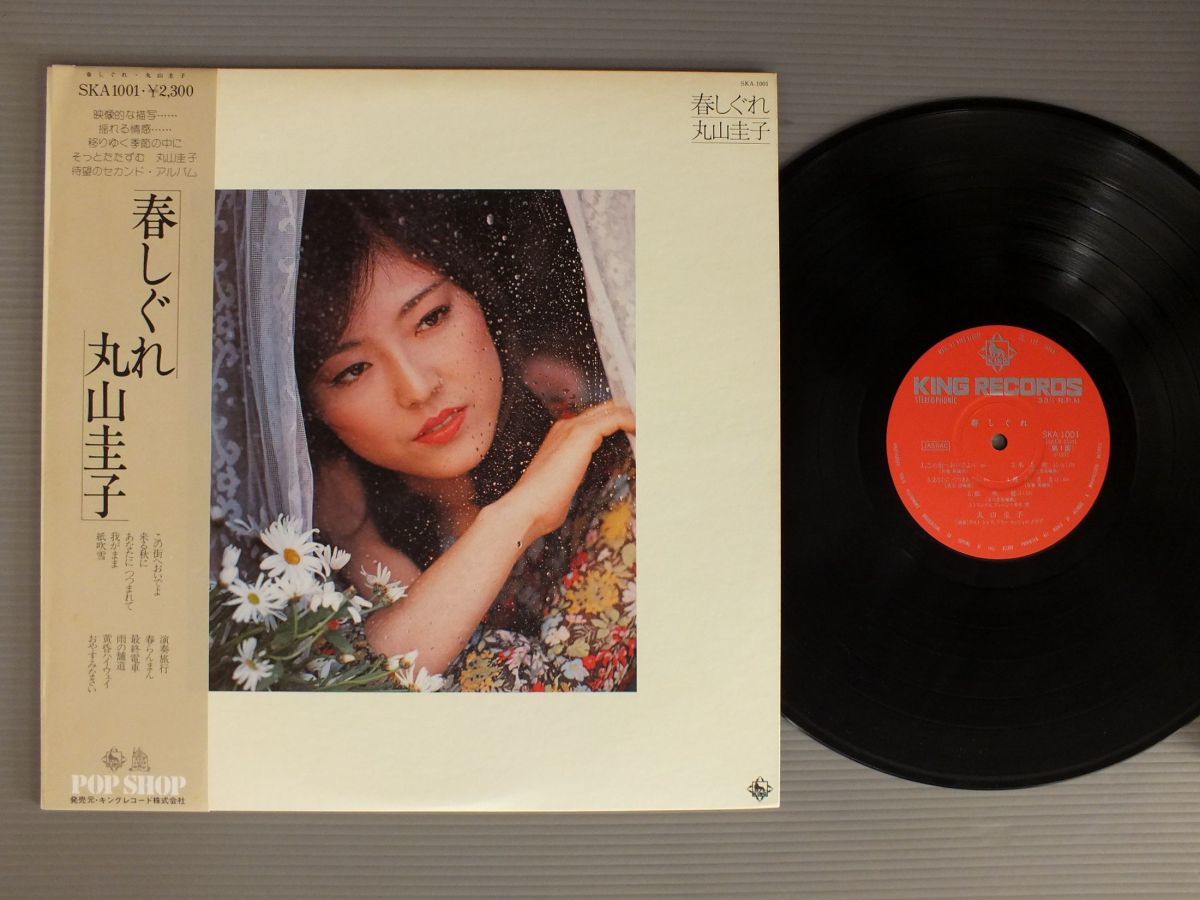 春しぐれ・丸山圭子
SKA1001・¥2,300
映像的な描写……
揺れる情感……
移りゆく季節の中に
そっとたたずむ 丸山圭子
待望のセカンド・アルバム
春しぐれ
丸山圭子
この街へおいでよ
来る秋に
あなたにつつまれて
我がまま
紙吹雪
演奏旅行
春らんまん
最終電車
雨の舗道
黄昏ハイウェイ
おやすみなさい
POP SHOP
発売元・キングレコード株式会社
SKA-1001
春しぐれ
丸山圭子
KING RECORDS
STEREOPHONIC
33⅓ R.P.M.
春しぐれ
JASRAC
SKA-1001
第1面
丸山圭子